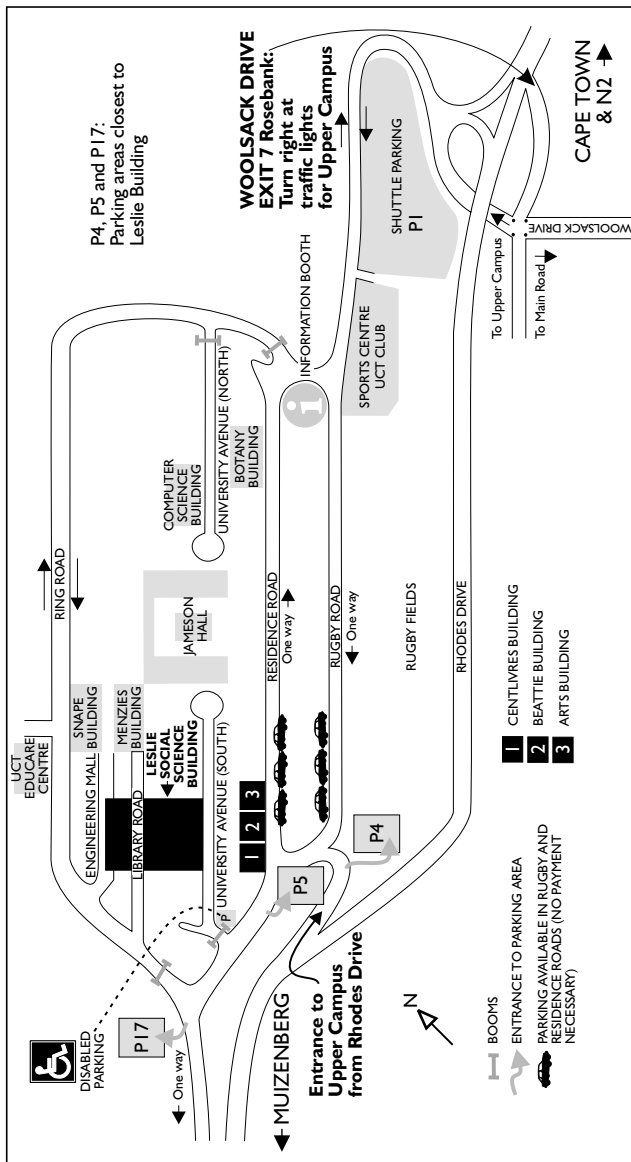 P4, P5 and P17:
Parking areas closest to
Leslie Building
WOOLSACK DRIVE
EXIT 7 Rosebank:
Turn right at
traffic lights
for Upper Campus
CAPE TOWN
& N2
UCT
EDUCARE
CENTRE
RING ROAD
SNAPE
BUILDING
ENGINEERING MALL
MENZIES
BUILDING
LIBRARY ROAD
LESLIE
SOCIAL
SCIENCE
BUILDING
JAMESON
HALL
COMPUTER
SCIENCE
BUILDING
UNIVERSITY AVENUE (NORTH)
BOTANY
BUILDING
i
INFORMATION BOOTH
P
UNIVERSITY AVENUE (SOUTH)
1 2 3
RESIDENCE ROAD
One way
RUGBY ROAD
One way
SPORTS CENTRE
UCT CLUB
SHUTTLE PARKING
P1
RUGBY FIELDS
RHODES DRIVE
To Upper Campus
To Main Road
WOOLSACK DRIVE
DISABLED
PARKING
P17
One way
P5
P4
MUIZENBERG
Entrance to
Upper Campus
from Rhodes Drive
N
BOOMS
ENTRANCE TO PARKING AREA
PARKING AVAILABLE IN RUGBY AND
RESIDENCE ROADS (NO PAYMENT
NECESSARY)
1 CENTLIVRES BUILDING
2 BEATTIE BUILDING
3 ARTS BUILDING